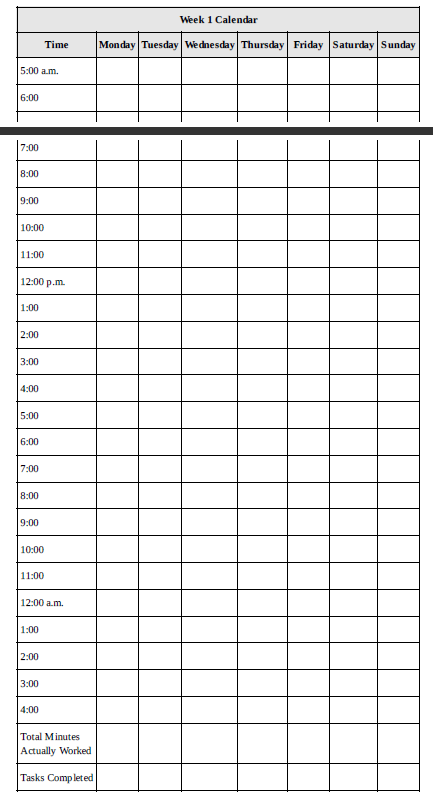 Week 1 Calendar
Time Monday Tuesday Wednesday Thursday Friday Saturday Sunday
5:00 a.m.
6:00
7:00
8:00
9:00
10:00
11:00
12:00 p.m.
1:00
2:00
3:00
4:00
5:00
6:00
7:00
8:00
9:00
10:00
11:00
12:00 a.m.
1:00
2:00
3:00
4:00
Total Minutes
Actually Worked
Tasks Completed